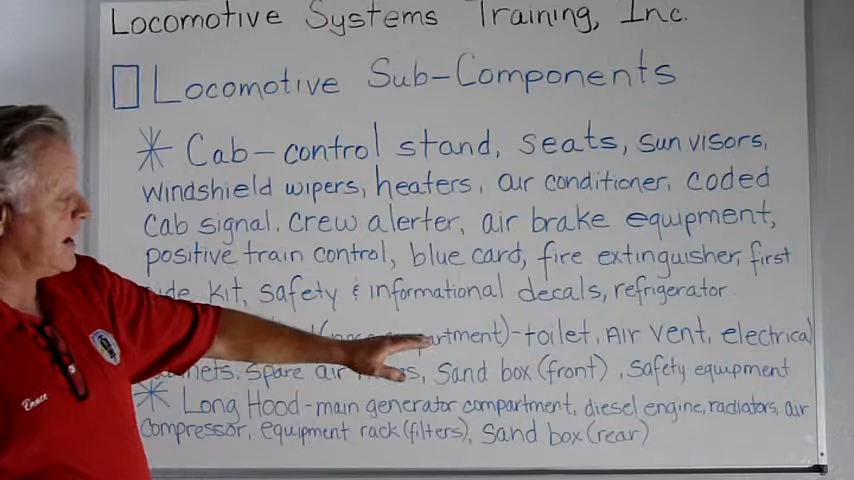 Locomotive Systems Training, Inc.
Locomotive Sub-Components
Cab - control stand, seats, sun visors,
windshield wipers, heaters, air conditioner, coded
cab signal, crew alerter, air brake equipment,
positive train control, blue card, fire extinguisher, first
aide kit, safety & informational decals, refrigerator
- toilet, Air vent, electrical
spare air hoses, Sand box (front), Safety equipment
Long Hood - main generator compartment, diesel engine, radiators, air
compressor, equipment rack (filters), Sand box (rear)